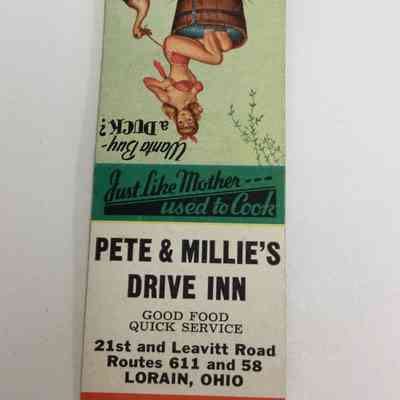 Wanta Buy-
a DUCK?
Just Like Mother ---
used to Cook
PETE & MILLIE'S
DRIVE INN
GOOD FOOD
QUICK SERVICE
21st and Leavitt Road
Routes 611 and 58
LORAIN, OHIO